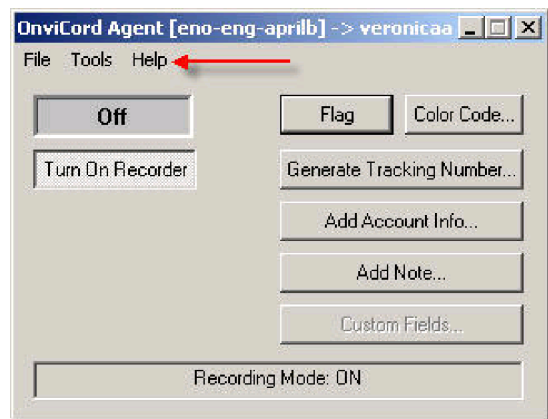 OnviCord Agent [eno-eng-aprilb] -> veronicaa
File Tools Help
Off
Flag Color Code...
Turn On Recorder
Generate Tracking Number...
Add Account Info...
Add Note...
Custom Fields...
Recording Mode: ON